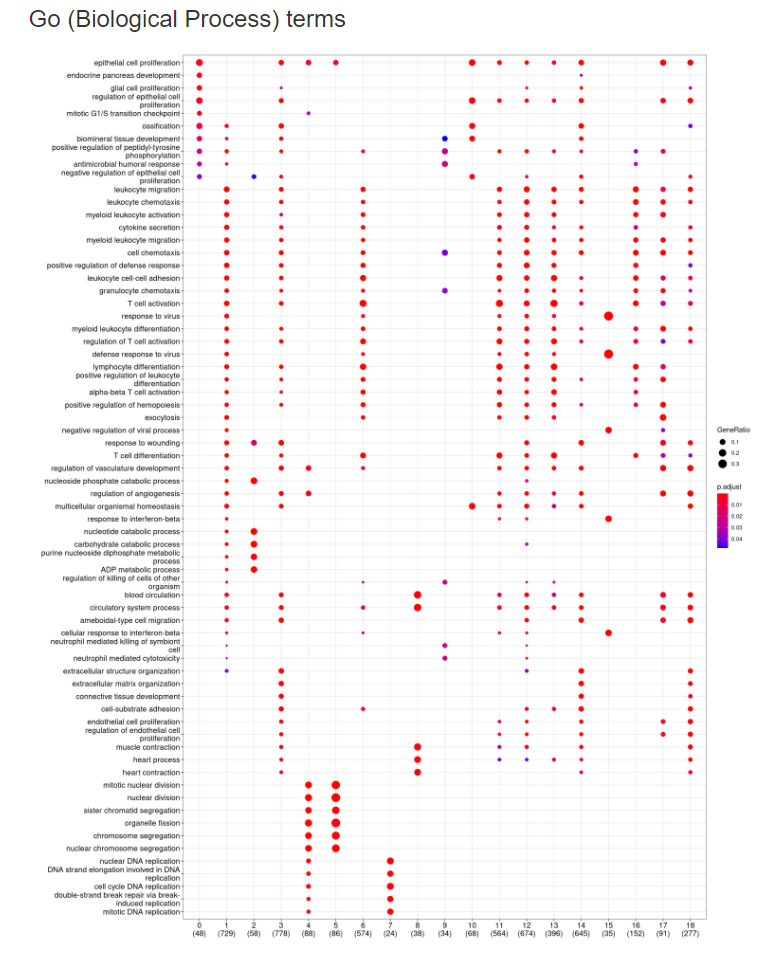 Go (Biological Process) terms
epithelial cell proliferation
endocrine pancreas development
glial cell proliferation
regulation of epithelial cell
proliferation
mitotic G1/S transition checkpoint
ossification
biomineral tissue development
positive regulation of peptidyl-tyrosine
phosphorylation
antimicrobial humoral response
negative regulation of epithelial cell
proliferation
leukocyte migration
leukocyte chemotaxis
myeloid leukocyte activation
cytokine secretion
myeloid leukocyte migration
cell chemotaxis
positive regulation of defense response
leukocyte cell-cell adhesion
granulocyte chemotaxis
T cell activation
response to virus
myeloid leukocyte differentiation
regulation of T cell activation
defense response to virus
lymphocyte differentiation
positive regulation of leukocyte
differentiation
alpha-beta T cell activation
positive regulation of hemopoiesis
exocytosis
negative regulation of viral process
response to wounding
T cell differentiation
regulation of vasculature development
nucleoside phosphate catabolic process
regulation of angiogenesis
multicellular organismal homeostasis
response to interferon-beta
nucleotide catabolic process
carbohydrate catabolic process
purine nucleoside diphosphate metabolic
process
ADP metabolic process
regulation of killing of cells of other
organism
blood circulation
circulatory system process
ameboidal-type cell migration
cellular response to interferon-beta
neutrophil mediated killing of symbiont
cell
neutrophil mediated cytotoxicity
extracellular structure organization
extracellular matrix organization
connective tissue development
cell-substrate adhesion
endothelial cell proliferation
regulation of endothelial cell
proliferation
muscle contraction
heart process
heart contraction
mitotic nuclear division
nuclear division
sister chromatid segregation
organelle fission
chromosome segregation
nuclear chromosome segregation
nuclear DNA replication
DNA strand elongation involved in DNA
replication
cell cycle DNA replication
double-strand break repair via break-
induced replication
mitotic DNA replication
0 1 2 3 4 5 6 7 8 9 10 11 12 13 14 15 16 17 18
(48) (729) (58) (778) (88) (86) (574) (24) (38) (34) (68) (564) (674) (396) (645) (35) (152) (91) (277)
GeneRatio
0.1
0.2
0.3
p.adjust
0.01
0.02
0.03
0.04